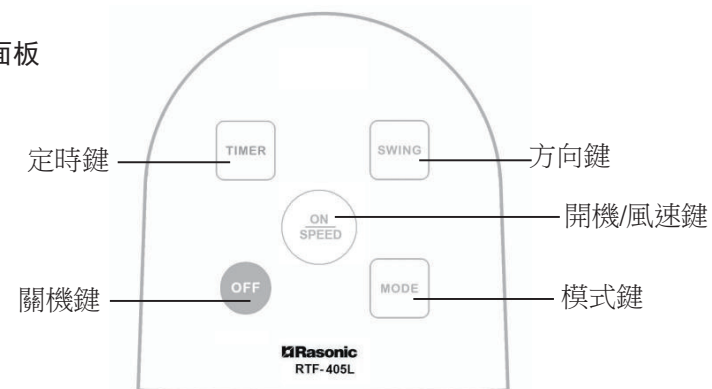 面板
TIMER
SWING
定時鍵
方向鍵
ON
SPEED
開機/風速鍵
OFF
MODE
關機鍵
模式鍵
Rasonic
RTF-405L